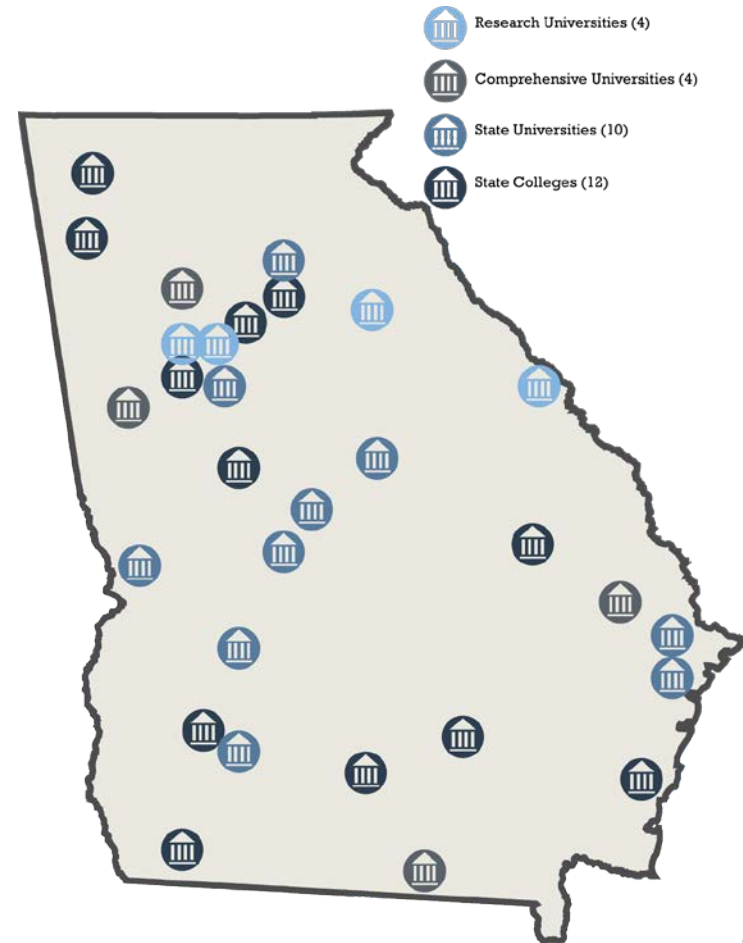 Research Universities (4)
Comprehensive Universities (4)
State Universities (10)
State Colleges (12)